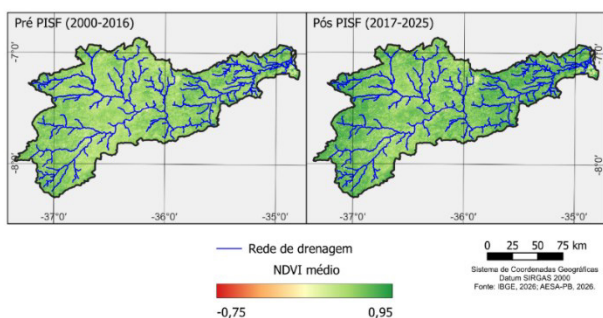 Pré PISF (2000-2016)
Pós PISF (2017-2025)
-7°0'
-8°0'
-37°0'
-36°0'
-35°0'
-37°0'
-36°0'
-35°0'
-7°0'
-8°0'
Rede de drenagem
NDVI médio
-0,75
0,95
0 25 50 75 km
Sistema de Coordenadas Geográficas
Datum SIRGAS 2000
Fonte: IBGE, 2026; AESA-PB, 2026.